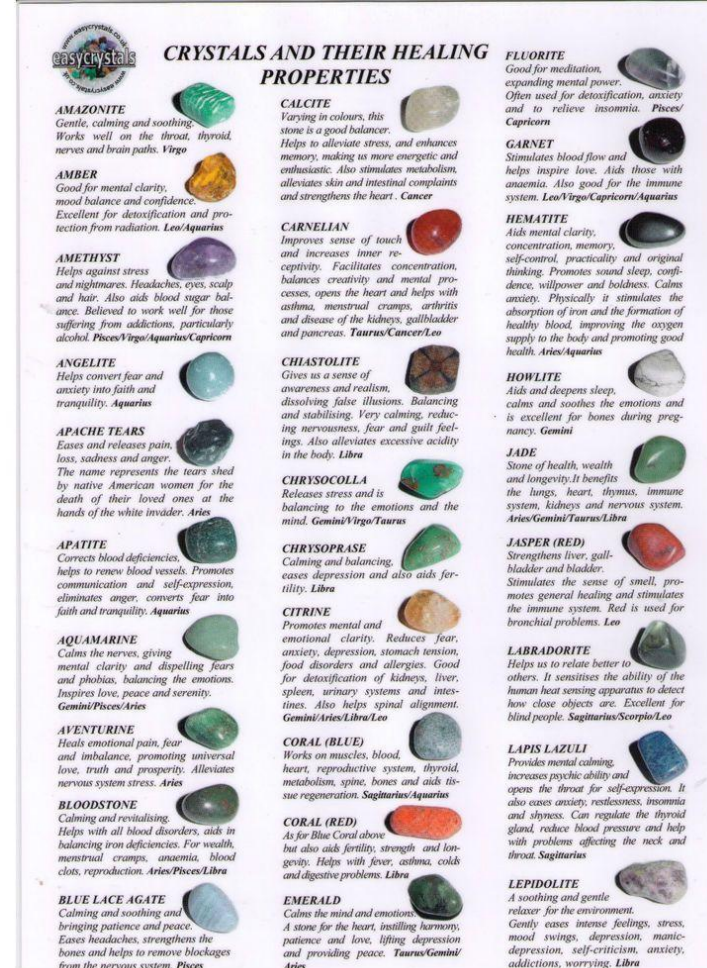 www.easycrystals.co.uk
easycrystals
www.easycrystals.co.uk
CRYSTALS AND THEIR HEALING
PROPERTIES
AMAZONITE
Gentle, calming and soothing.
Works well on the throat, thyroid,
nerves and brain paths. Virgo
AMBER
Good for mental clarity,
mood balance and confidence.
Excellent for detoxification and pro-
tection from radiation. Leo/Aquarius
AMETHYST
Helps against stress
and nightmares. Headaches, eyes, scalp
and hair. Also aids blood sugar bal-
ance. Believed to work well for those
suffering from addictions, particularly
alcohol. Pisces/Virgo/Aquarius/Capricorn
ANGELITE
Helps convert fear and
anxiety into faith and
tranquility. Aquarius
APACHE TEARS
Eases and releases pain,
loss, sadness and anger.
The name represents the tears shed
by native American women for the
death of their loved ones at the
hands of the white invader. Aries
APATITE
Corrects blood deficiencies,
helps to renew blood vessels. Promotes
communication and self-expression,
eliminates anger, converts fear into
faith and tranquility. Aquarius
AQUAMARINE
Calms the nerves, giving
mental clarity and dispelling fears
and phobias, balancing the emotions.
Inspires love, peace and serenity.
Gemini/Pisces/Aries
AVENTURINE
Heals emotional pain, fear
and imbalance, promoting universal
love, truth and prosperity. Alleviates
nervous system stress. Aries
BLOODSTONE
Calming and revitalising.
Helps with all blood disorders, aids in
balancing iron deficiencies. For wealth,
menstrual cramps, anaemia, blood
clots, reproduction. Aries/Pisces/Libra
BLUE LACE AGATE
Calming and soothing and
bringing patience and peace.
Eases headaches, strengthens the
bones and helps to remove blockages
from the nervous system. Pisces
CALCITE
Varying in colours, this
stone is a good balancer.
Helps to alleviate stress, and enhances
memory, making us more energetic and
enthusiastic. Also stimulates metabolism,
alleviates skin and intestinal complaints
and strengthens the heart . Cancer
CARNELIAN
Improves sense of touch
and increases inner re-
ceptivity. Facilitates concentration,
balances creativity and mental pro-
cesses, opens the heart and helps with
asthma, menstrual cramps, arthritis
and disease of the kidneys, gallbladder
and pancreas. Taurus/Cancer/Leo
CHIASTOLITE
Gives us a sense of
awareness and realism,
dissolving false illusions. Balancing
and stabilising. Very calming, reduc-
ing nervousness, fear and guilt feel-
ings. Also alleviates excessive acidity
in the body. Libra
CHRYSOCOLLA
Releases stress and is
balancing to the emotions and the
mind. Gemini/Virgo/Taurus
CHRYSOPRASE
Calming and balancing,
eases depression and also aids fer-
tility. Libra
CITRINE
Promotes mental and
emotional clarity. Reduces fear,
anxiety, depression, stomach tension,
food disorders and allergies. Good
for detoxification of kidneys, liver,
spleen, urinary systems and intes-
tines. Also helps spinal alignment.
Gemini/Aries/Libra/Leo
CORAL (BLUE)
Works on muscles, blood,
heart, reproductive system, thyroid,
metabolism, spine, bones and aids tis-
sue regeneration. Sagittarius/Aquarius
CORAL (RED)
As for Blue Coral above
but also aids fertility, strength and lon-
gevity. Helps with fever, asthma, colds
and digestive problems. Libra
EMERALD
Calms the mind and emotions.
A stone for the heart, instilling harmony,
patience and love, lifting depression
and providing peace. Taurus/Gemini/
Aries
FLUORITE
Good for meditation,
expanding mental power.
Often used for detoxification, anxiety
and to relieve insomnia. Pisces/
Capricorn
GARNET
Stimulates blood flow and
helps inspire love. Aids those with
anaemia. Also good for the immune
system. Leo/Virgo/Capricorn/Aquarius
HEMATITE
Aids mental clarity,
concentration, memory,
self-control, practicality and original
thinking. Promotes sound sleep, confi-
dence, willpower and boldness. Calms
anxiety. Physically it stimulates the
absorption of iron and the formation of
healthy blood, improving the oxygen
supply to the body and promoting good
health. Aries/Aquarius
HOWLITE
Aids and deepens sleep,
calms and soothes the emotions and
is excellent for bones during preg-
nancy. Gemini
JADE
Stone of health, wealth
and longevity.It benefits
the lungs, heart, thymus, immune
system, kidneys and nervous system.
Aries/Gemini/Taurus/Libra
JASPER (RED)
Strengthens liver, gall-
bladder and bladder.
Stimulates the sense of smell, pro-
motes general healing and stimulates
the immune system. Red is used for
bronchial problems. Leo
LABRADORITE
Helps us to relate better to
others. It sensitises the ability of the
human heat sensing apparatus to detect
how close objects are. Excellent for
blind people. Sagittarius/Scorpio/Leo
LAPIS LAZULI
Provides mental calming,
increases psychic ability and
opens the throat for self-expression. It
also eases anxiety, restlessness, insomnia
and shyness. Can regulate the thyroid
gland, reduce blood pressure and help
with problems affecting the neck and
throat. Sagittarius
LEPIDOLITE
A soothing and gentle
relaxer for the environment.
Gently eases intense feelings, stress,
mood swings, depression, manic-
depression, self-criticism, anxiety,
addictions, worrying. Libra